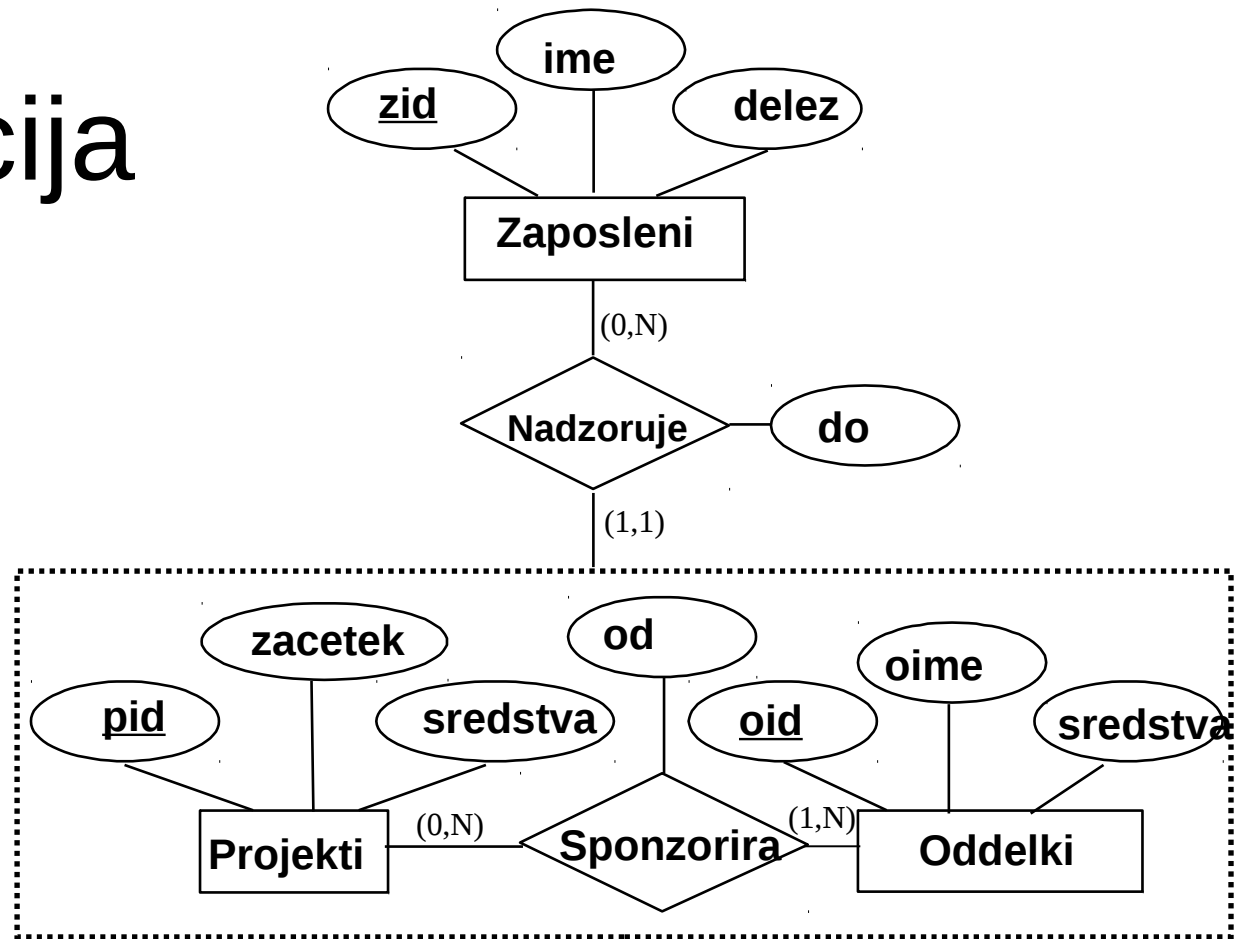 cija
ime
zid
delez
Zaposleni
(0,N)
Nadzoruje
do
(1,1)
zacetek
od
oime
pid
sredstva
oid
sredstva
(0,N)
(1,N)
Projekti
Sponzorira
Oddelki